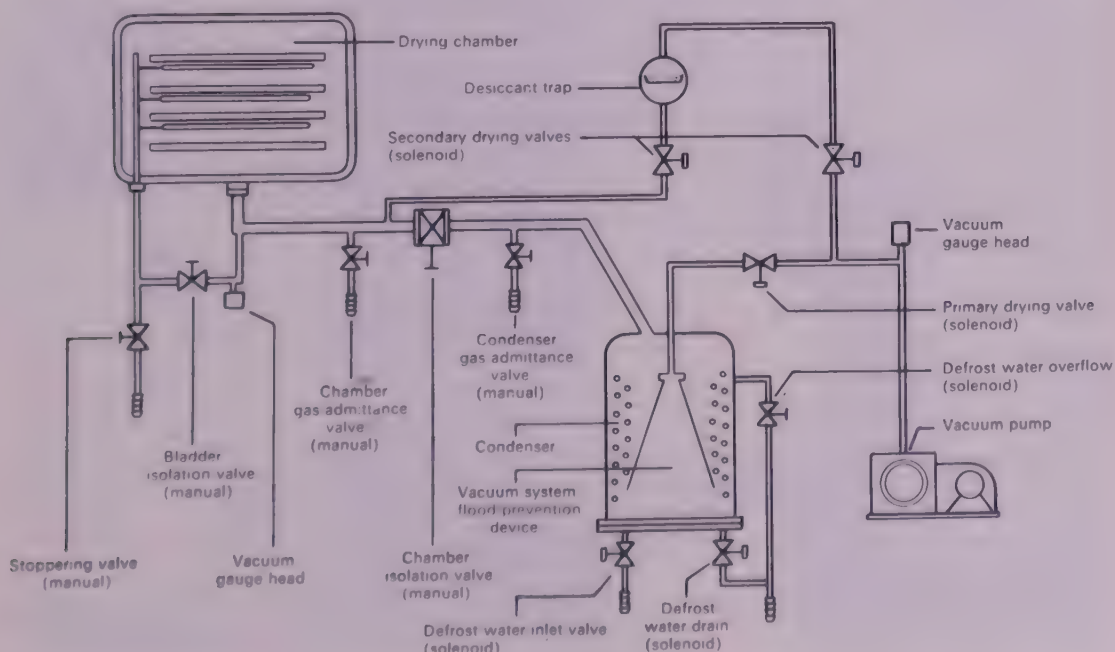 Drying chamber
Desiccant trap
Secondary drying valves
(solenoid)
Vacuum
gauge head
Primary drying valve
(solenoid)
Condenser
gas admittance
valve
(manual)
Defrost water overflow
(solenoid)
Chamber
gas admittance
valve
(manual)
Vacuum pump
Condenser
Bladder
isolation valve
(manual)
Vacuum system
flood prevention
device
Stoppering valve
(manual)
Vacuum
gauge head
Chamber
isolation valve
(manual)
Defrost water inlet valve
(solenoid)
Defrost
water drain
(solenoid)